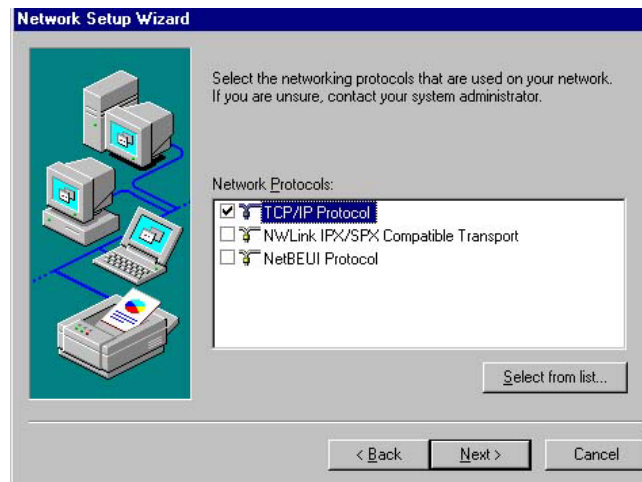 Network Setup Wizard
Select the networking protocols that are used on your network.
If you are unsure, contact your system administrator.
Network Protocols:
TCP/IP Protocol
NWLink IPX/SPX Compatible Transport
NetBEUI Protocol
Select from list...
< Back
Next >
Cancel